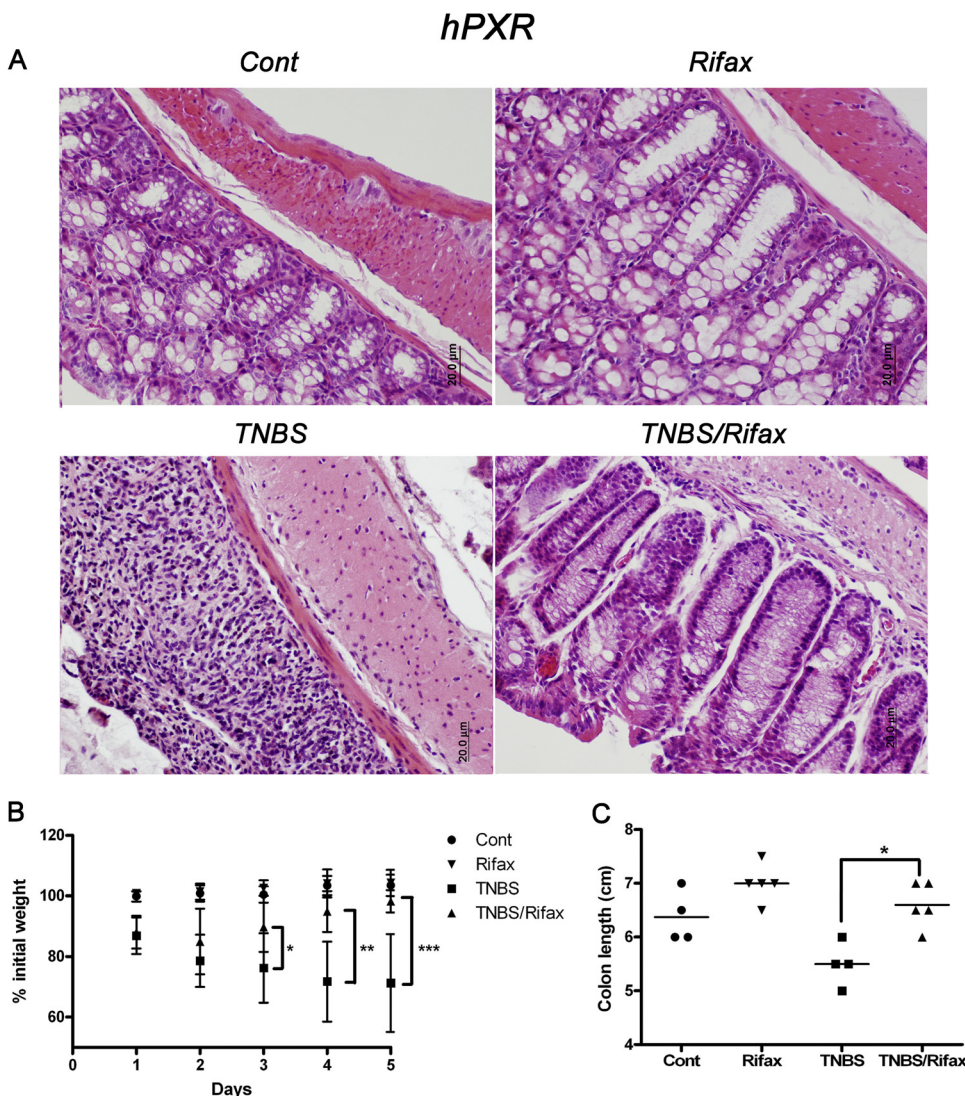 hPXR
A
Cont
Rifax
20.0 µm
20.0 µm
TNBS
TNBS/Rifax
20.0 µm
20.0 µm
B
120
100
80
60
% initial weight
0
1
2
3
4
5
Days
Cont
Rifax
TNBS
TNBS/Rifax
*
**
***
C
8
7
6
5
4
Colon length (cm)
*
Cont
Rifax
TNBS
TNBS/Rifax